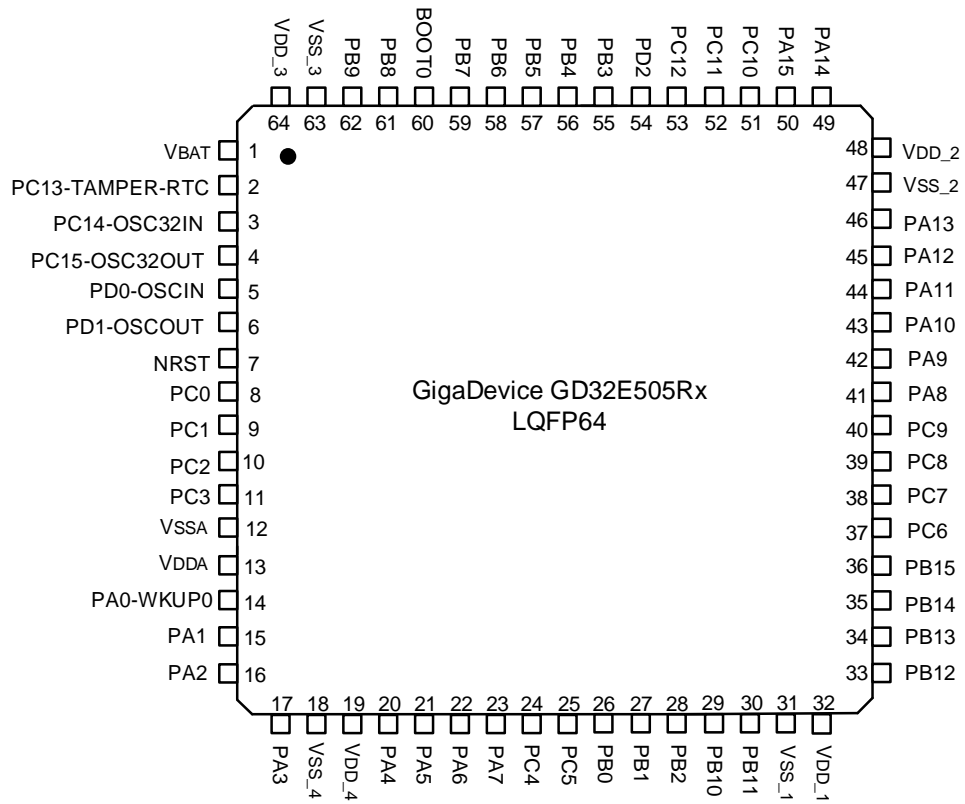 VDD_3
VSS_3
PB9
PB8
BOOT0
PB7
PB6
PB5
PB4
PB3
PD2
PC12
PC11
PC10
PA15
PA14
64 63 62 61 60 59 58 57 56 55 54 53 52 51 50 49
VBAT 1
PC13-TAMPER-RTC 2
PC14-OSC32IN 3
PC15-OSC32OUT 4
PD0-OSCIN 5
PD1-OSCOUT 6
NRST 7
PC0 8
PC1 9
PC2 10
PC3 11
VSSA 12
VDDA 13
PA0-WKUP0 14
PA1 15
PA2 16
GigaDevice GD32E505Rx
LQFP64
48 VDD_2
47 VSS_2
46 PA13
45 PA12
44 PA11
43 PA10
42 PA9
41 PA8
40 PC9
39 PC8
38 PC7
37 PC6
36 PB15
35 PB14
34 PB13
33 PB12
17 18 19 20 21 22 23 24 25 26 27 28 29 30 31 32
PA3
VSS_4
VDD_4
PA4
PA5
PA6
PA7
PC4
PC5
PB0
PB1
PB2
PB10
PB11
VSS_1
VDD_1